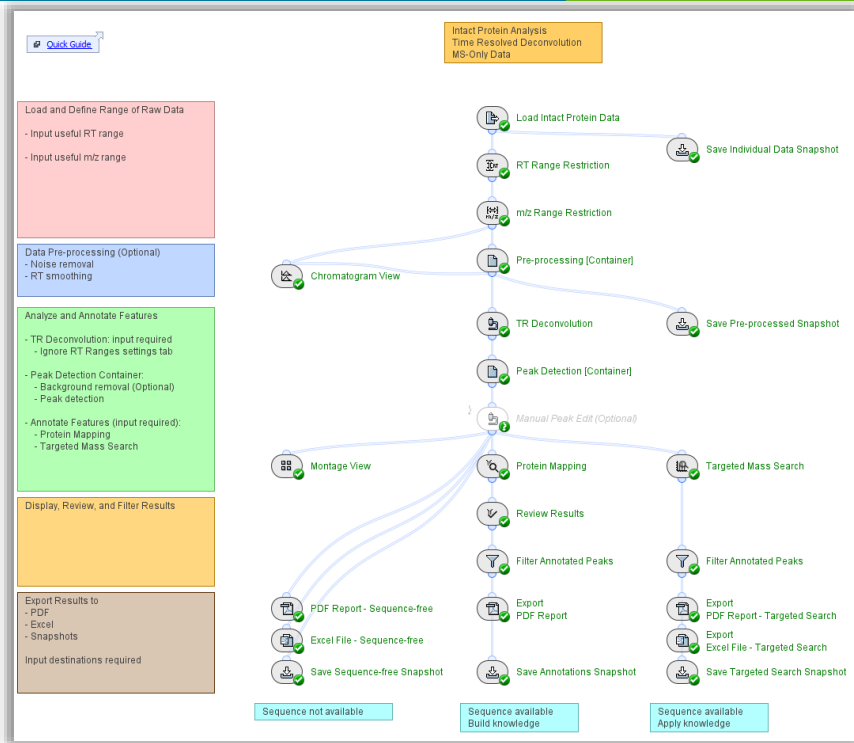 Quick Guide
Intact Protein Analysis
Time Resolved Deconvolution
MS-Only Data
Load and Define Range of Raw Data
- Input useful RT range
- Input useful m/z range
Load Intact Protein Data
Save Individual Data Snapshot
RT Range Restriction
m/z Range Restriction
Data Pre-processing (Optional)
- Noise removal
- RT smoothing
Chromatogram View
Pre-processing [Container]
Analyze and Annotate Features
- TR Deconvolution: input required
- Ignore RT Ranges settings tab
- Peak Detection Container:
- Background removal (Optional)
- Peak detection
- Annotate Features (input required):
- Protein Mapping
- Targeted Mass Search
TR Deconvolution
Save Pre-processed Snapshot
Peak Detection [Container]
Manual Peak Edit (Optional)
Montage View
Protein Mapping
Targeted Mass Search
Display, Review, and Filter Results
Review Results
Filter Annotated Peaks
Filter Annotated Peaks
Export Results to
- PDF
- Excel
- Snapshots
Input destinations required
PDF Report - Sequence-free
Export
PDF Report
Export
PDF Report - Targeted Search
Excel File - Sequence-free
Export
Excel File - Targeted Search
Save Sequence-free Snapshot
Save Annotations Snapshot
Save Targeted Search Snapshot
Sequence not available
Sequence available
Build knowledge
Sequence available
Apply knowledge